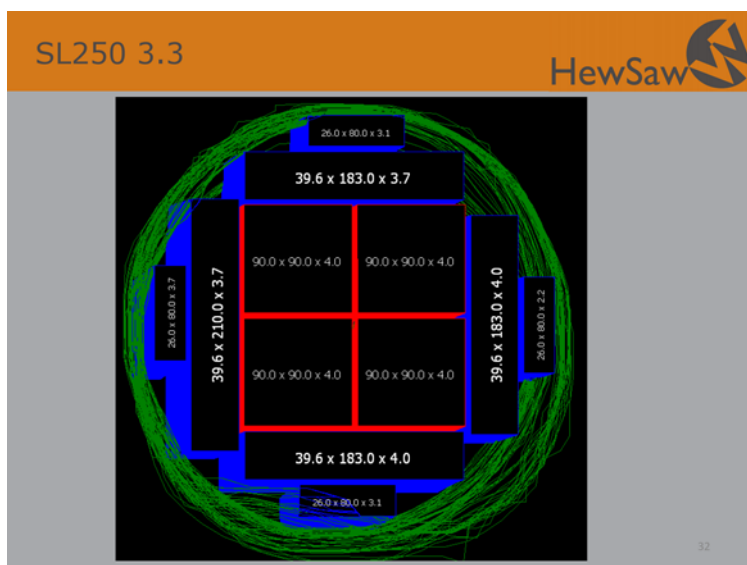 SL250 3.3
HewSaw
26.0 x 80.0 x 3.1
39.6 x 183.0 x 3.7
90.0 x 90.0 x 4.0
90.0 x 90.0 x 4.0
26.0 x 80.0 x 3.7
39.6 x 210.0 x 3.7
39.6 x 183.0 x 4.0
26.0 x 80.0 x 2.2
90.0 x 90.0 x 4.0
90.0 x 90.0 x 4.0
39.6 x 183.0 x 4.0
26.0 x 80.0 x 3.1
32